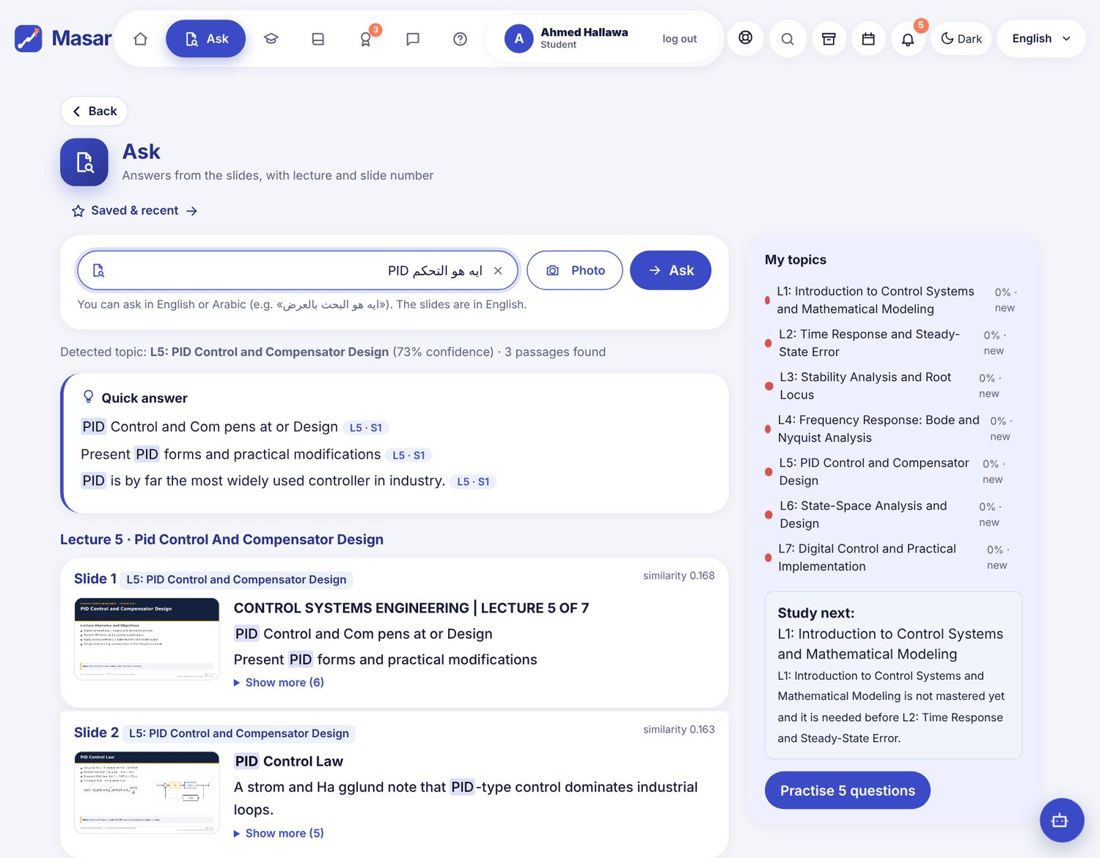 Masar
Ask
3
A
Ahmed Hallawa
Student
log out
5
Dark
English
Back
Ask
Answers from the slides, with lecture and slide number
Saved & recent
ايه هو التحكم PID
Photo
Ask
You can ask in English or Arabic (e.g. «ايه هو البحث بالعرض»). The slides are in English.
Detected topic: L5: PID Control and Compensator Design (73% confidence) · 3 passages found
Quick answer
PID Control and Com pens at or Design L5 · S1
Present PID forms and practical modifications L5 · S1
PID is by far the most widely used controller in industry. L5 · S1
Lecture 5 · Pid Control And Compensator Design
Slide 1 L5: PID Control and Compensator Design
similarity 0.168
PID Control and Compensator Design
CONTROL SYSTEMS ENGINEERING | LECTURE 5 OF 7
PID Control and Com pens at or Design
Present PID forms and practical modifications
Show more (6)
Slide 2 L5: PID Control and Compensator Design
similarity 0.163
PID Control Law
PID Control Law
A strom and Ha gglund note that PID-type control dominates industrial
loops.
Show more (5)
My topics
L1: Introduction to Control Systems
and Mathematical Modeling
0% ·
new
L2: Time Response and Steady-
State Error
0% ·
new
L3: Stability Analysis and Root
Locus
0% ·
new
L4: Frequency Response: Bode and
Nyquist Analysis
0% ·
new
L5: PID Control and Compensator
Design
0% ·
new
L6: State-Space Analysis and
Design
0% ·
new
L7: Digital Control and Practical
Implementation
0% ·
new
Study next:
L1: Introduction to Control Systems
and Mathematical Modeling
L1: Introduction to Control Systems and
Mathematical Modeling is not mastered yet
and it is needed before L2: Time Response
and Steady-State Error.
Practise 5 questions